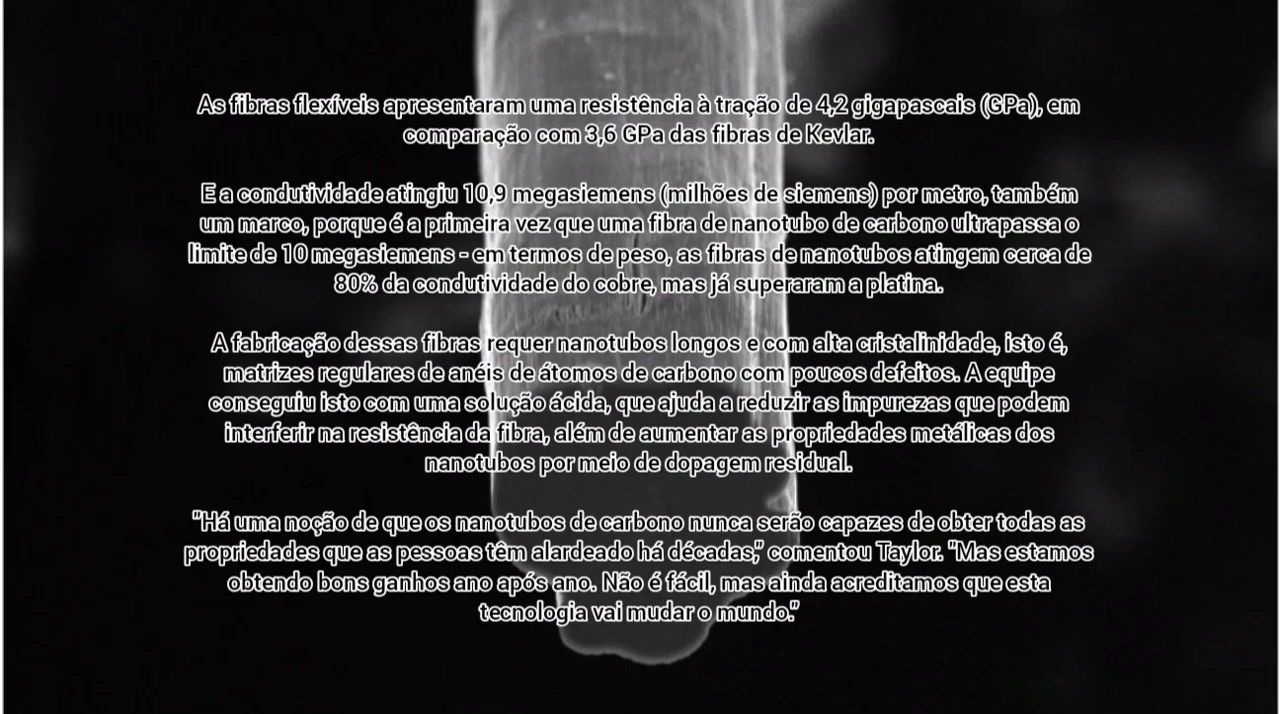 As fibras flexíveis apresentaram uma resistência à tração de 4,2 gigapascais (GPa), em
comparação com 3,6 GPa das fibras de Kevlar.
E a condutividade atingiu 10,9 megasiemens (milhões de siemens) por metro, também
um marco, porque é a primeira vez que uma fibra de nanotubo de carbono ultrapassa o
limite de 10 megasiemens - em termos de peso, as fibras de nanotubos atingem cerca de
80% da condutividade do cobre, mas já superaram a platina.
A fabricação dessas fibras requer nanotubos longos e com alta cristalinidade, isto é,
matrizes regulares de anéis de átomos de carbono com poucos defeitos. A equipe
conseguiu isto com uma solução ácida, que ajuda a reduzir as impurezas que podem
interferir na resistência da fibra, além de aumentar as propriedades metálicas dos
nanotubos por meio de dopagem residual.
"Há uma noção de que os nanotubos de carbono nunca serão capazes de obter todas as
propriedades que as pessoas têm alardeado há décadas," comentou Taylor. "Mas estamos
obtendo bons ganhos ano após ano. Não é fácil, mas ainda acreditamos que esta
tecnologia vai mudar o mundo."